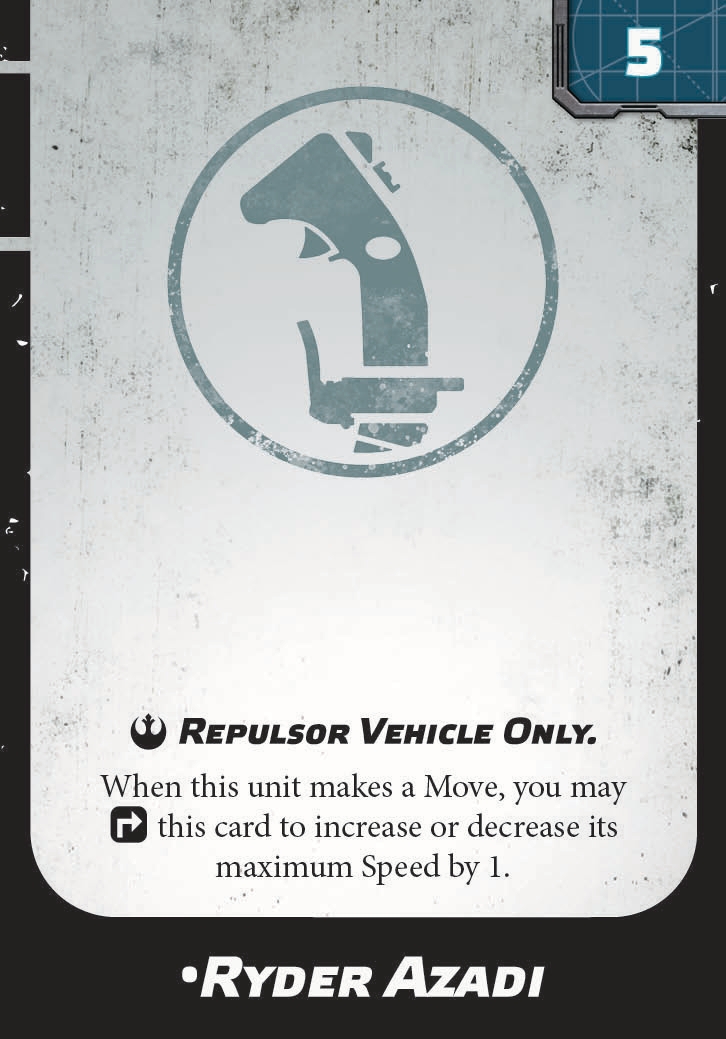 5
Repulsor Vehicle Only.
When this unit makes a Move, you may
this card to increase or decrease its
maximum Speed by 1.
•Ryder Azadi